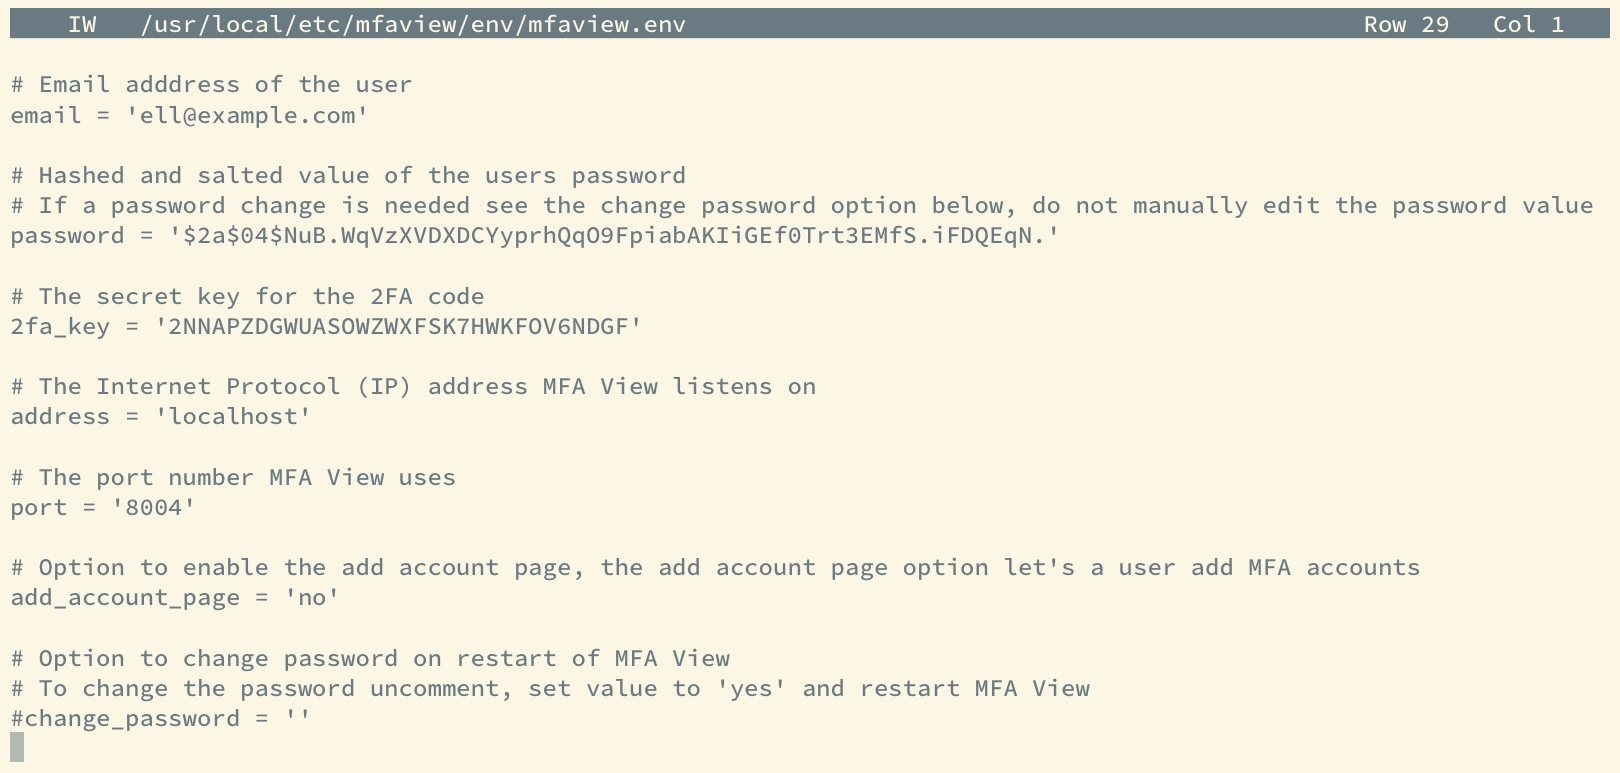 IW /usr/local/etc/mfaview/env/mfaview.env Row 29 Col 1
# Email adddress of the user
email = 'ell@example.com'
# Hashed and salted value of the users password
# If a password change is needed see the change password option below, do not manually edit the password value
password = '$2a$04$NuB.WqVzXVDXDCYyprhQqO9FpiabAKIiGEf0Trt3EMfS.iFDQEqN.'
# The secret key for the 2FA code
2fa_key = '2NNAPZDGWUASOWZWXFSK7HWKFOV6NDGF'
# The Internet Protocol (IP) address MFA View listens on
address = 'localhost'
# The port number MFA View uses
port = '8004'
# Option to enable the add account page, the add account page option let's a user add MFA accounts
add_account_page = 'no'
# Option to change password on restart of MFA View
# To change the password uncomment, set value to 'yes' and restart MFA View
#change_password = ''